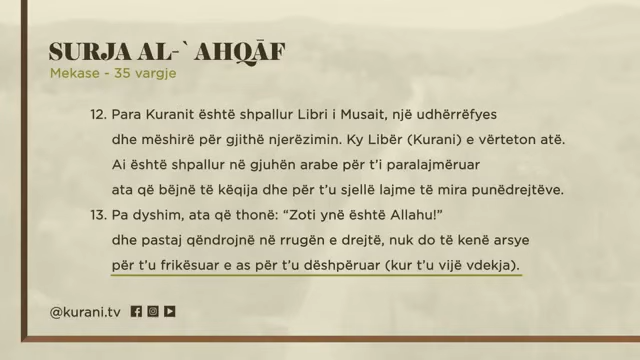 SURJA AL-`AHQĀF
Mekase - 35 vargje
12. Para Kuranit është shpallur Libri i Musait, një udhërrëfyes
dhe mëshirë për gjithë njerëzimin. Ky Libër (Kurani) e vërteton atë.
Ai është shpallur në gjuhën arabe për t’i paralajmëruar
ata që bëjnë të këqija dhe për t’u sjellë lajme të mira punëdrejtëve.
13. Pa dyshim, ata që thonë: “Zoti ynë është Allahu!”
dhe pastaj qëndrojnë në rrugën e drejtë, nuk do të kenë arsye
për t’u frikësuar e as për t’u dëshpëruar (kur t’u vijë vdekja).
@kurani.tv